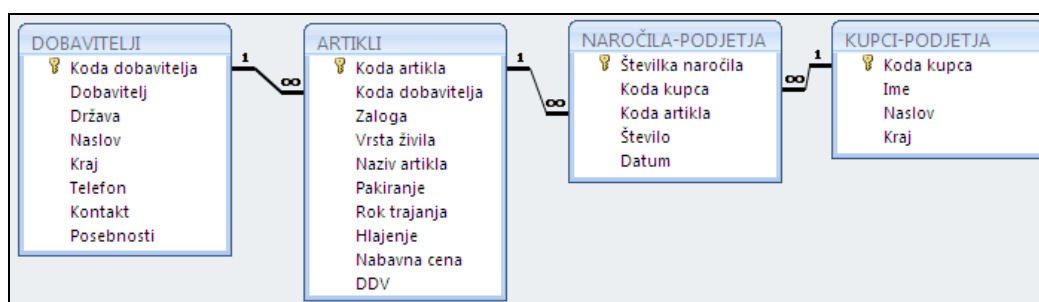 DOBAVITELJI
Koda dobavitelja
Dobavitelj
Država
Naslov
Kraj
Telefon
Kontakt
Posebnosti
1
∞
ARTIKLI
Koda artikla
Koda dobavitelja
Zaloga
Vrsta živila
Naziv artikla
Pakiranje
Rok trajanja
Hlajenje
Nabavna cena
DDV
1
∞
NAROČILA-PODJETJA
Številka naročila
Koda kupca
Koda artikla
Število
Datum
∞
1
KUPCI-PODJETJA
Koda kupca
Ime
Naslov
Kraj